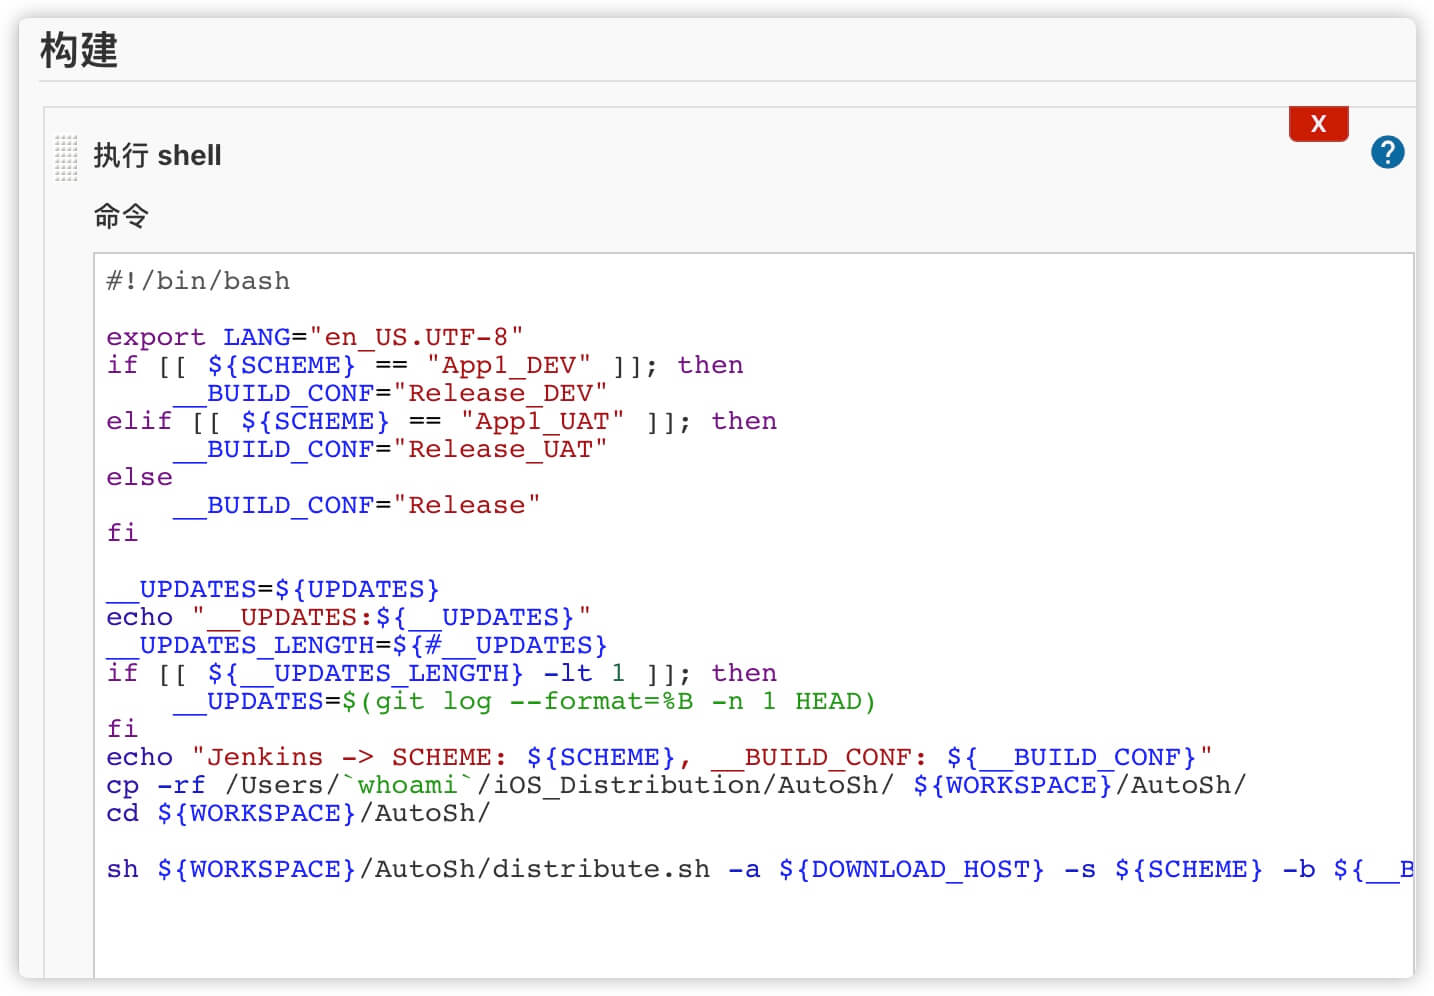 构建
X
?
执行 shell
命令
#!/bin/bash
export LANG="en_US.UTF-8"
if [[ ${SCHEME} == "App1_DEV" ]]; then
    __BUILD_CONF="Release_DEV"
elif [[ ${SCHEME} == "App1_UAT" ]]; then
    __BUILD_CONF="Release_UAT"
else
    __BUILD_CONF="Release"
fi
__UPDATES=${UPDATES}
echo "__UPDATES:${__UPDATES}"
__UPDATES_LENGTH=${#__UPDATES}
if [[ ${__UPDATES_LENGTH} -lt 1 ]]; then
    __UPDATES=$(git log --format=%B -n 1 HEAD)
fi
echo "Jenkins -> SCHEME: ${SCHEME}, __BUILD_CONF: ${__BUILD_CONF}"
cp -rf /Users/`whoami`/iOS_Distribution/AutoSh/ ${WORKSPACE}/AutoSh/
cd ${WORKSPACE}/AutoSh/
sh ${WORKSPACE}/AutoSh/distribute.sh -a ${DOWNLOAD_HOST} -s ${SCHEME} -b ${__B